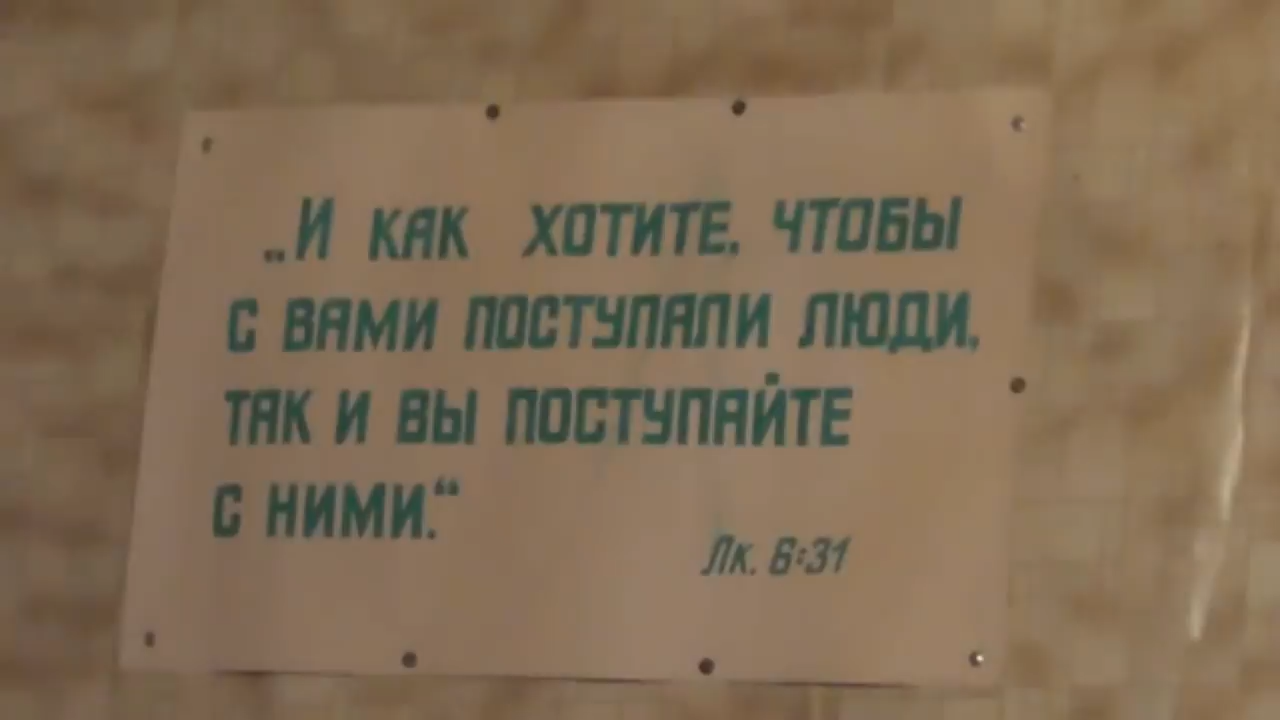 „И КАК ХОТИТЕ, ЧТОБЫ
С ВАМИ ПОСТУПАЛИ ЛЮДИ,
ТАК И ВЫ ПОСТУПАЙТЕ
С НИМИ.“
Лк. 6:31